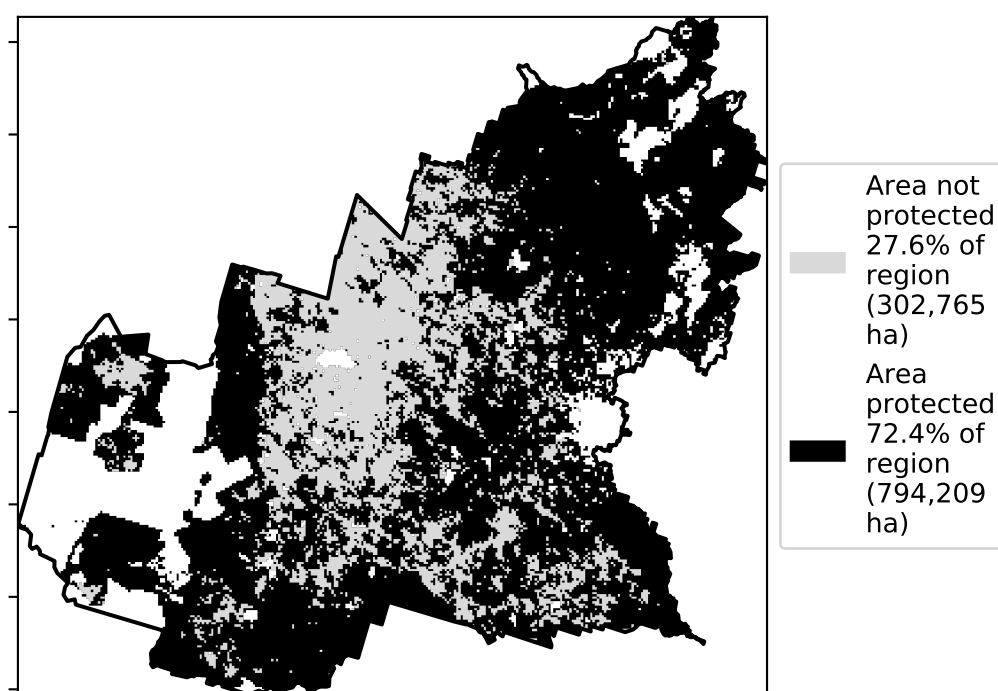 Area not
protected
27.6% of
region
(302,765
ha)
Area
protected
72.4% of
region
(794,209
ha)